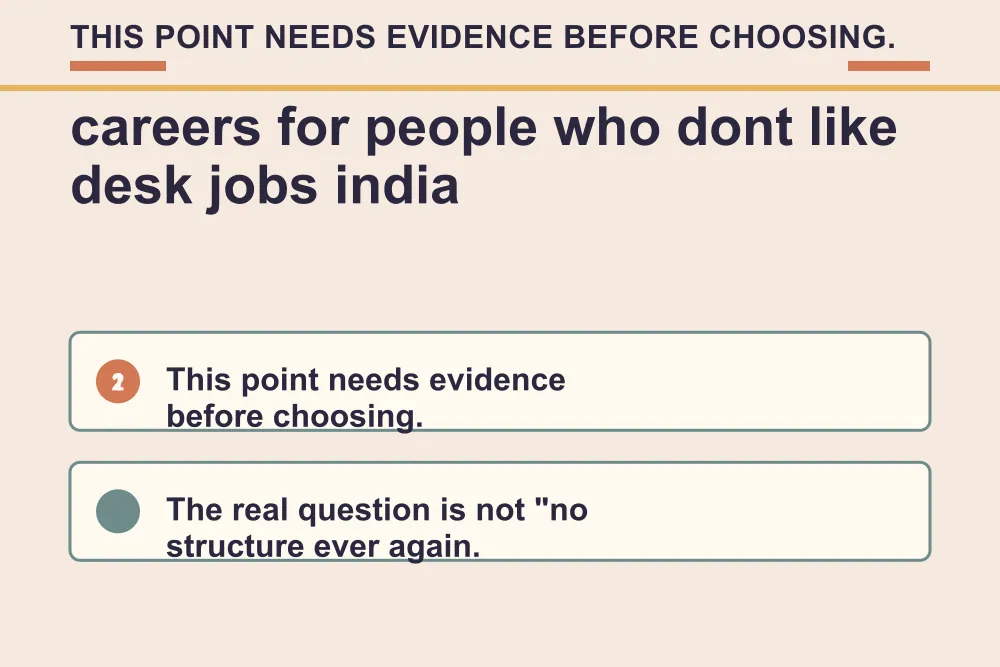 THIS POINT NEEDS EVIDENCE BEFORE CHOOSING.
careers for people who dont like
desk jobs india
2
This point needs evidence
before choosing.
The real question is not "no
structure ever again.